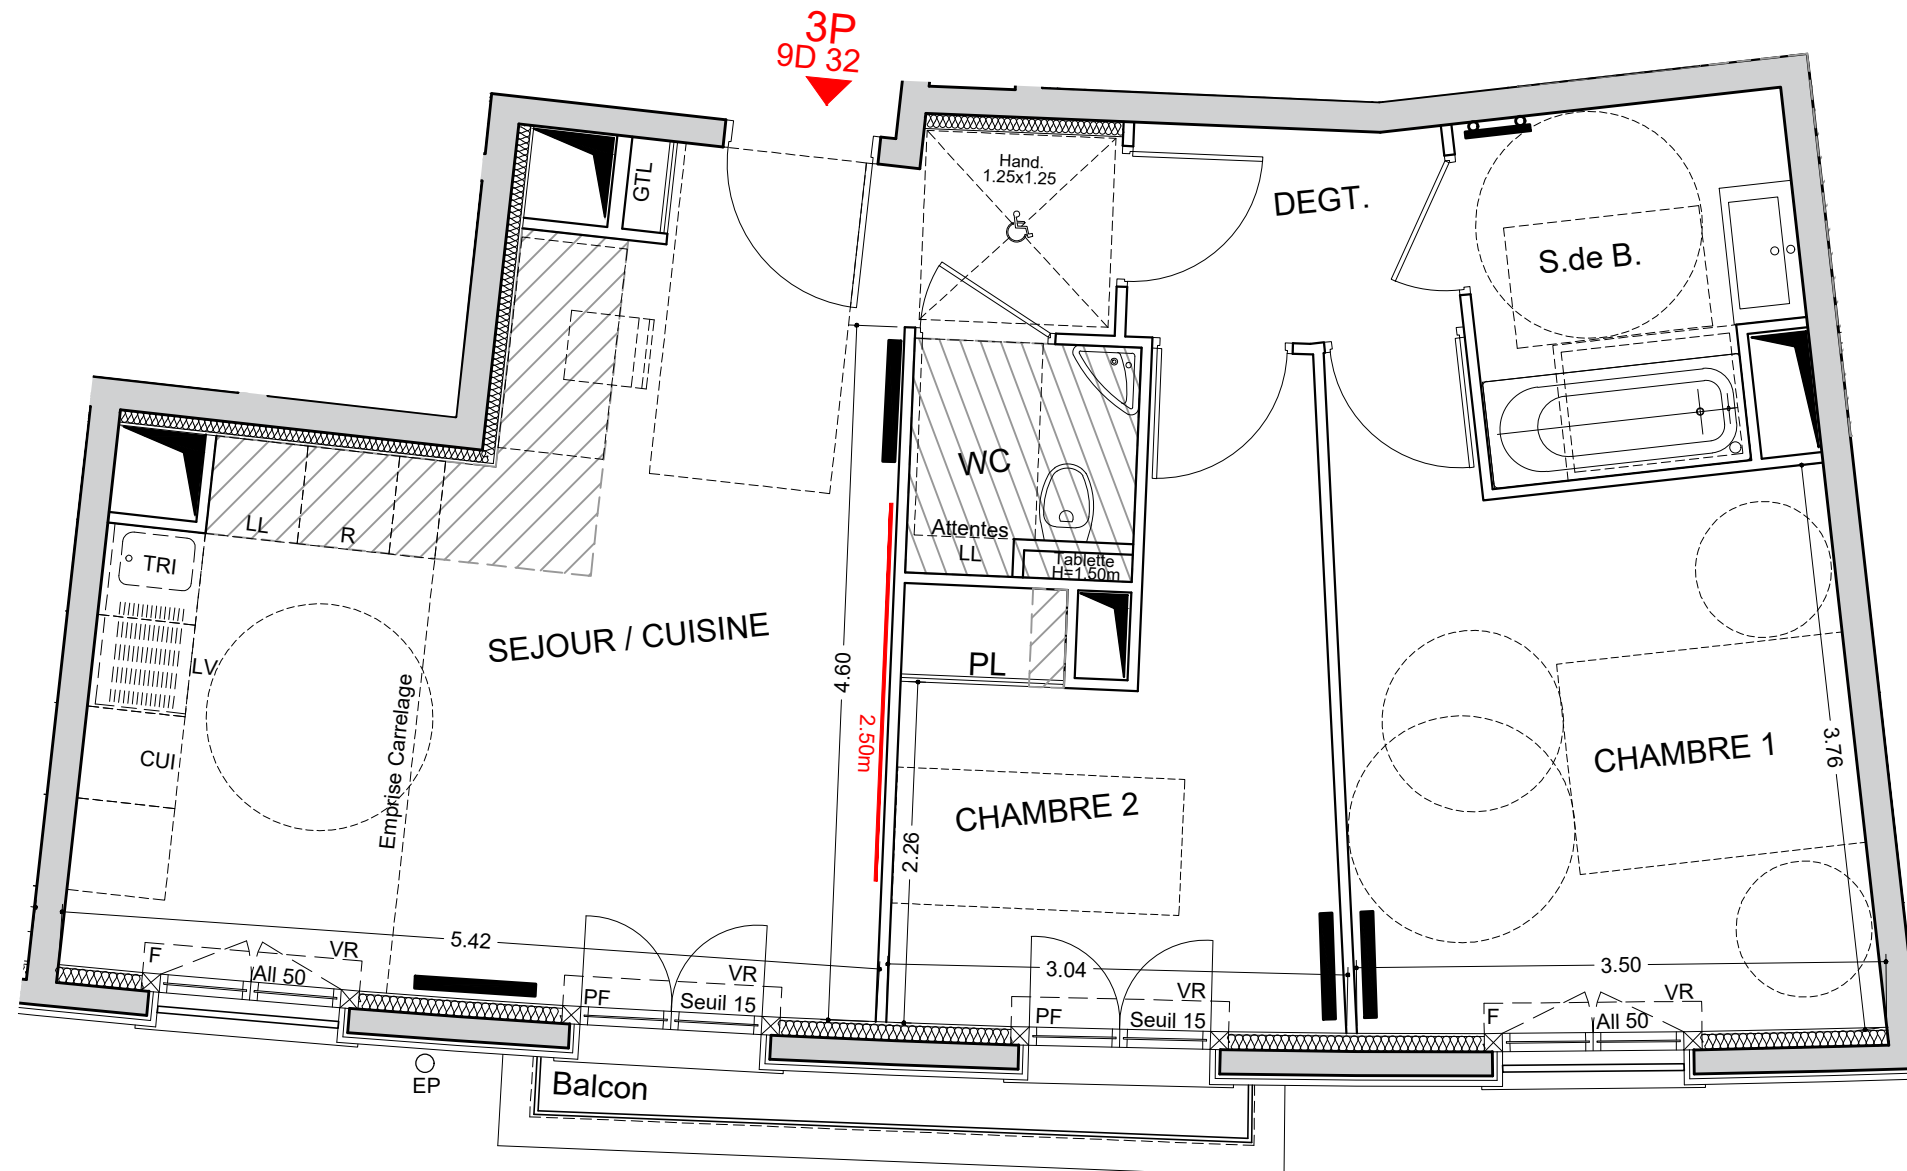 3P
9D 32
GTL
Hand.
1.25x1.25
DEGT.
S.de B.
WC
Attentes
LL
Tablette
H=1.50m
LL
R
TRI
LV
CUI
SEJOUR / CUISINE
Emprise Carrelage
4.60
2.50m
PL
2.26
CHAMBRE 2
CHAMBRE 1
3.76
5.42
3.04
3.50
F
VR
All 50
PF
VR
Seuil 15
PF
VR
Seuil 15
F
VR
All 50
EP
Balcon